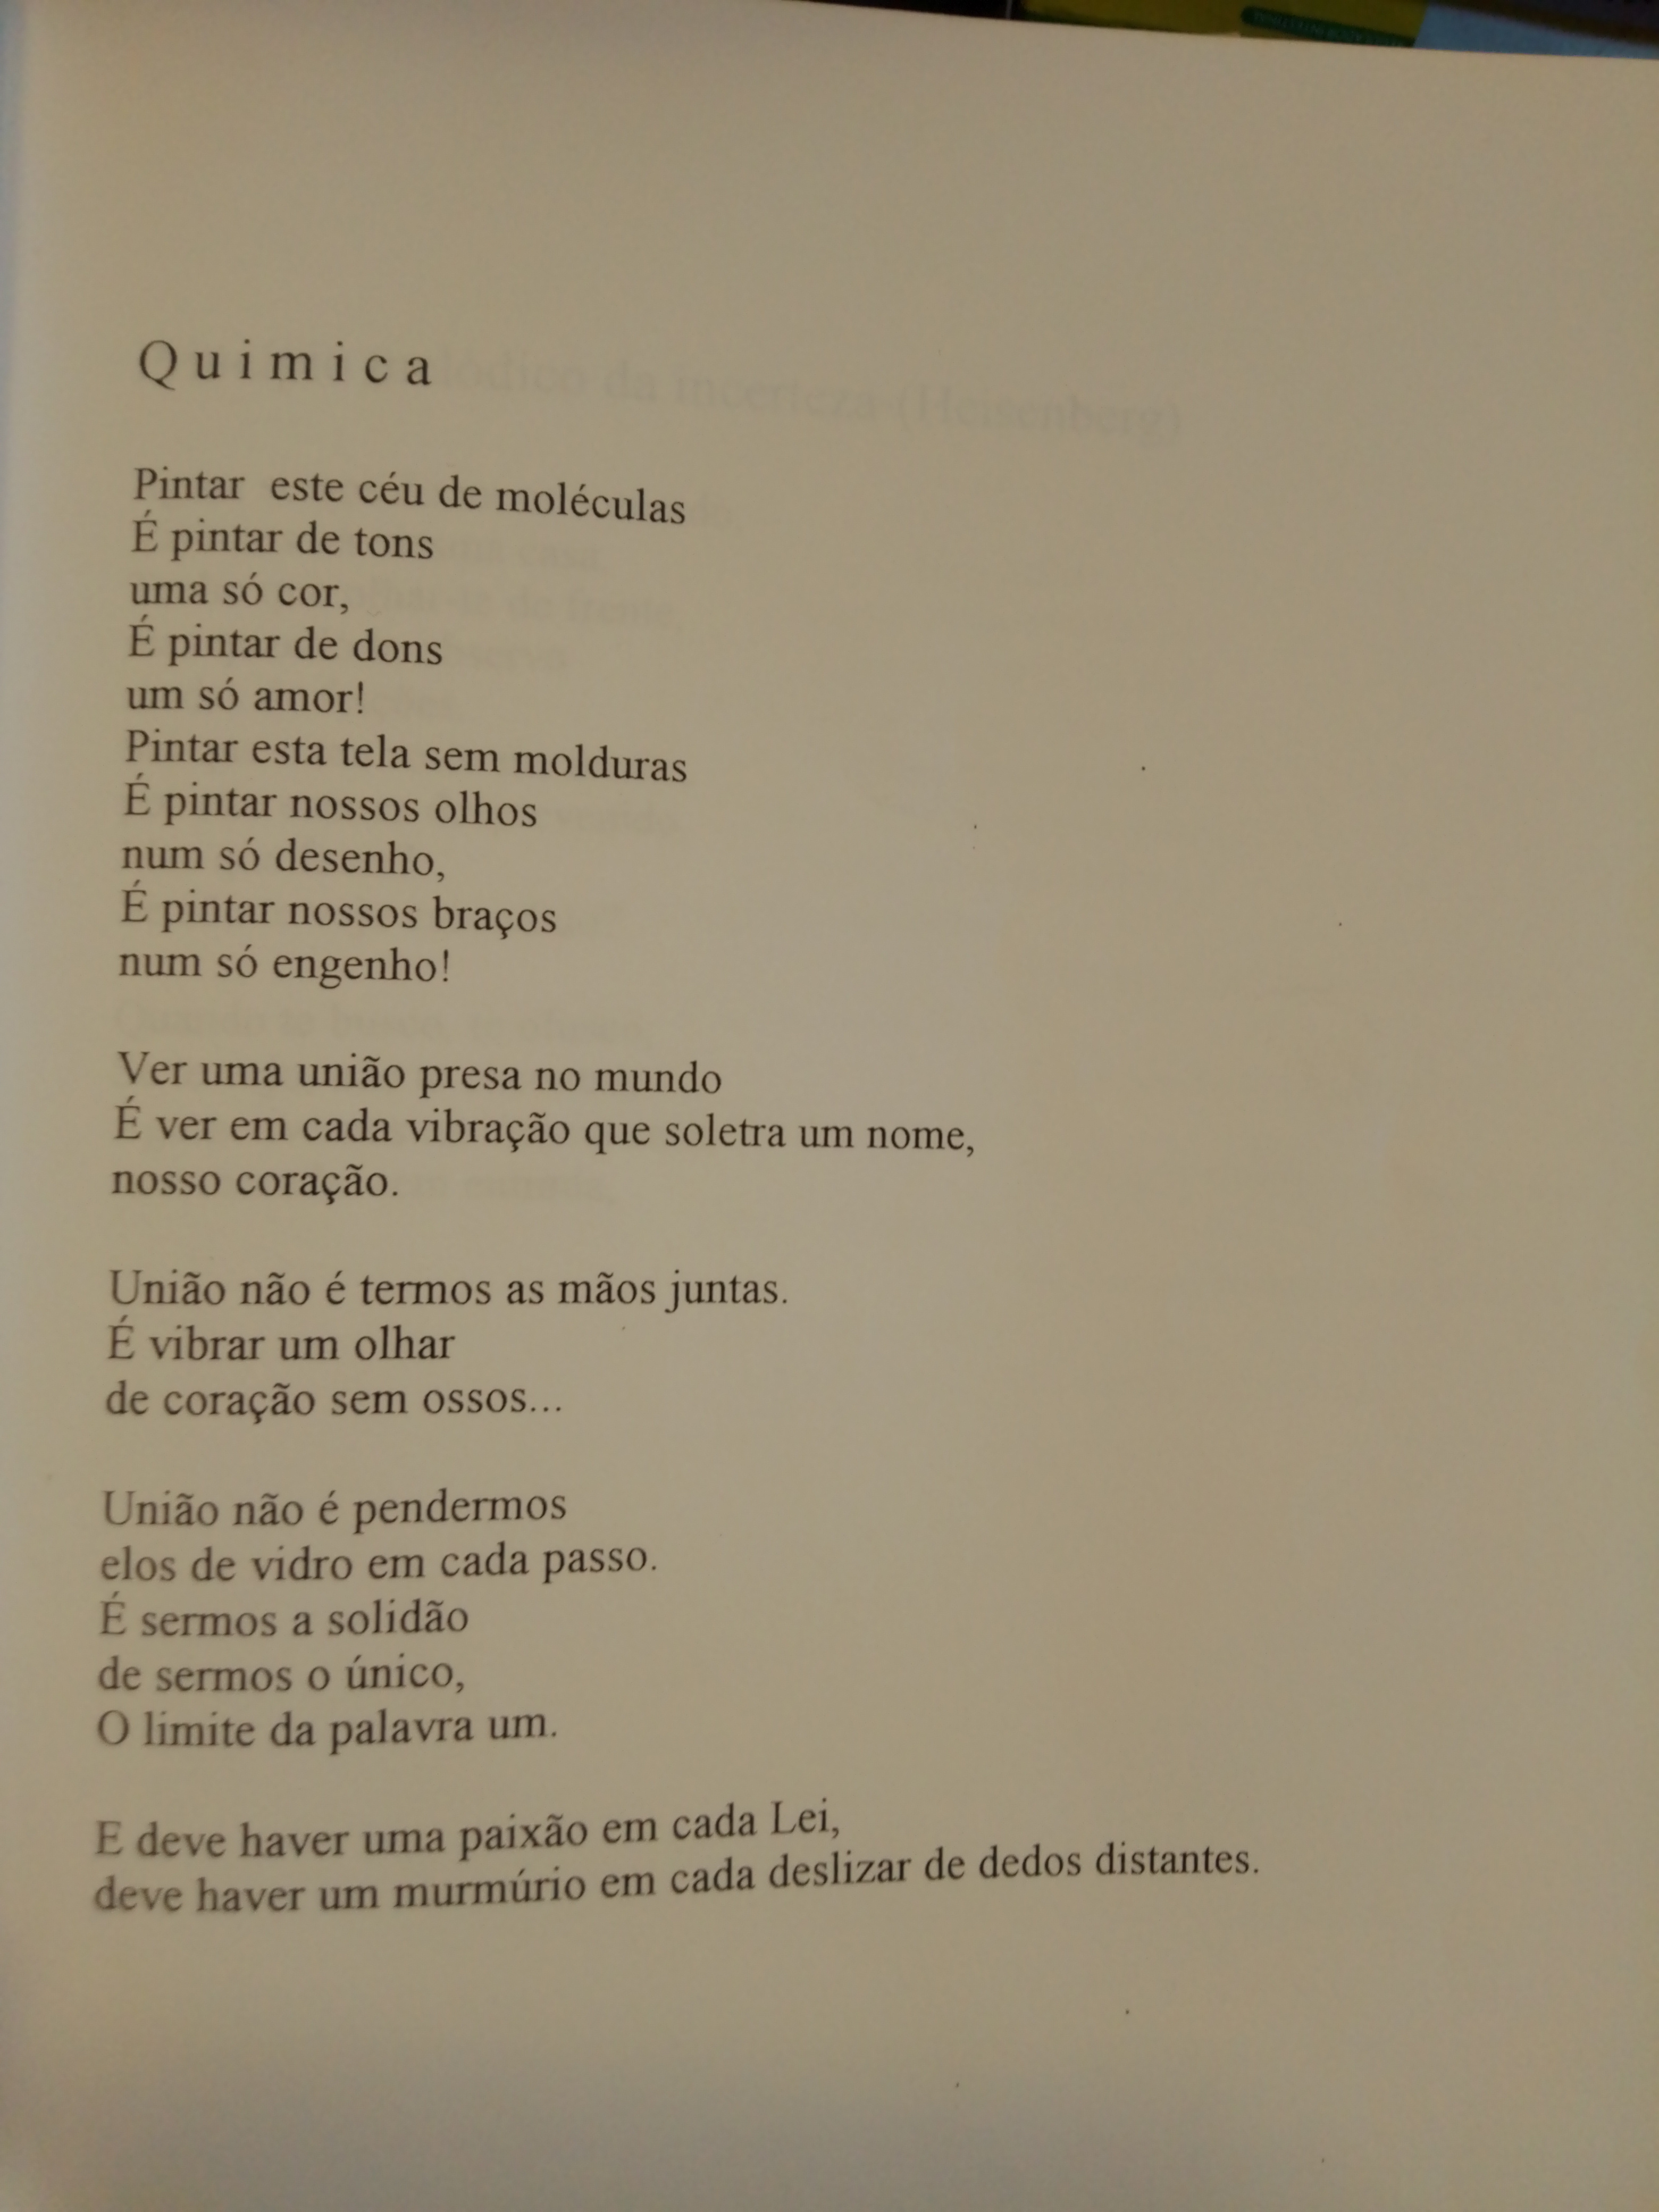 Quimica
Pintar este céu de moléculas
É pintar de tons
uma só cor,
É pintar de dons
um só amor!
Pintar esta tela sem molduras
É pintar nossos olhos
num só desenho,
É pintar nossos braços
num só engenho!
Ver uma união presa no mundo
É ver em cada vibração que soletra um nome,
nosso coração.
União não é termos as mãos juntas.
É vibrar um olhar
de coração sem ossos...
União não é pendermos
elos de vidro em cada passo.
É sermos a solidão
de sermos o único,
O limite da palavra um.
E deve haver uma paixão em cada Lei,
deve haver um murmúrio em cada deslizar de dedos distantes.